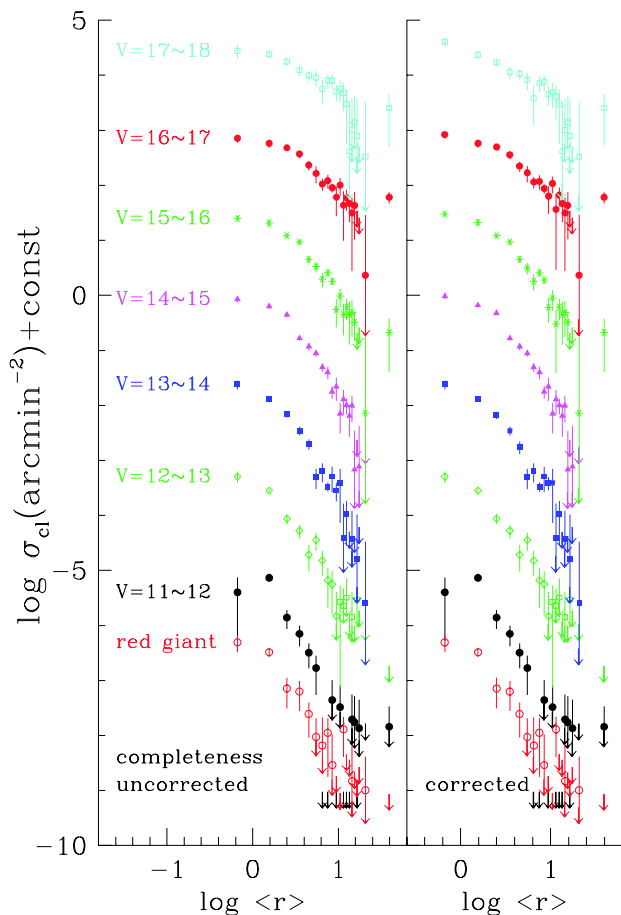 5
V=17~18
V=16~17
V=15~16
0
V=14~15
V=13~14
V=12~13
-5
V=11~12
red giant
completeness
uncorrected
corrected
-10
-1 0 1 0 1
log <r> log <r>
log σcl(arcmin⁻²)+const